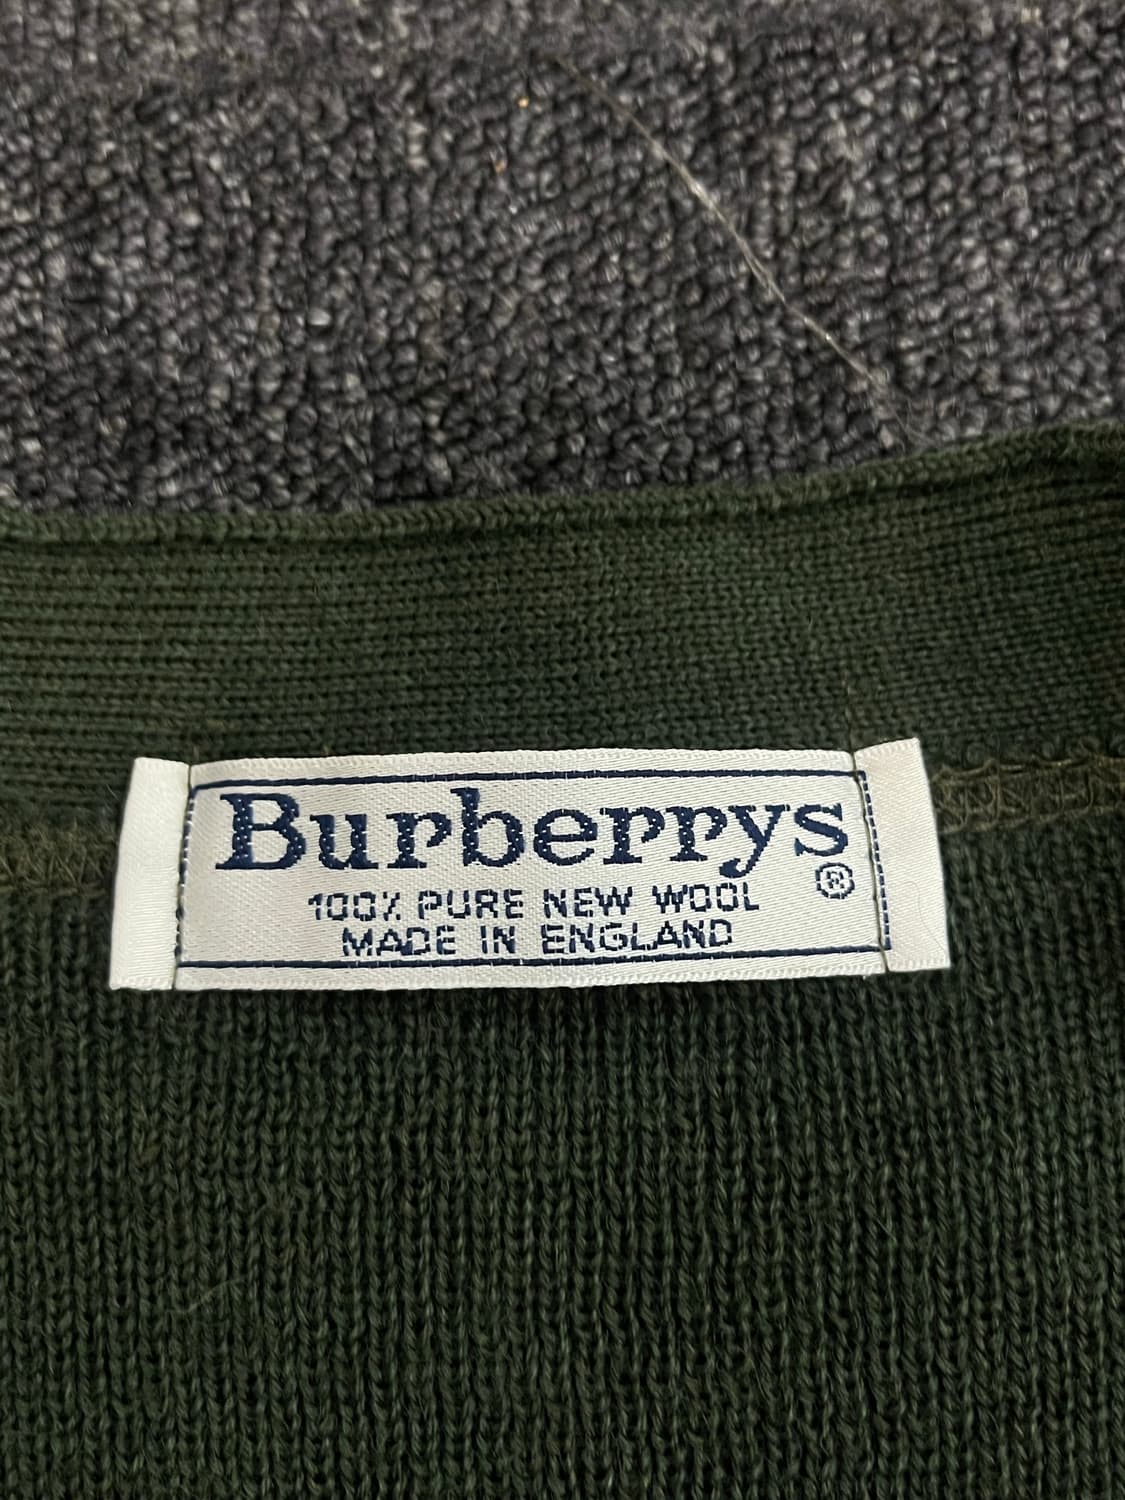 Burberrys
®
100% PURE NEW WOOL
MADE IN ENGLAND